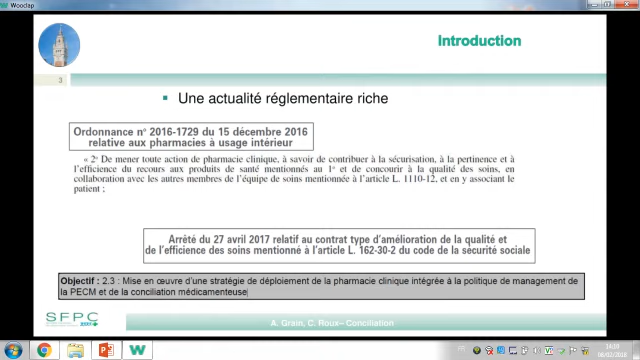 Wooclap
Introduction
3
▪ Une actualité réglementaire riche
Ordonnance n° 2016-1729 du 15 décembre 2016
relative aux pharmacies à usage intérieur
« 2° De mener toute action de pharmacie clinique, à savoir de contribuer à la sécurisation, à la pertinence et à
l'efficience du recours aux produits de santé mentionnés au 1° et de concourir à la qualité des soins, en
collaboration avec les autres membres de l'équipe de soins mentionnée à l'article L. 1110-12, et en y associant le
patient ;
Arrêté du 27 avril 2017 relatif au contrat type d'amélioration de la qualité et
de l'efficience des soins mentionné à l'article L. 162-30-2 du code de la sécurité sociale
Objectif : 2.3 : Mise en œuvre d'une stratégie de déploiement de la pharmacie clinique intégrée à la politique de management de
la PECM et de la conciliation médicamenteuse
SFPC
A. Grain, C. Roux– Conciliation
FR
14:28